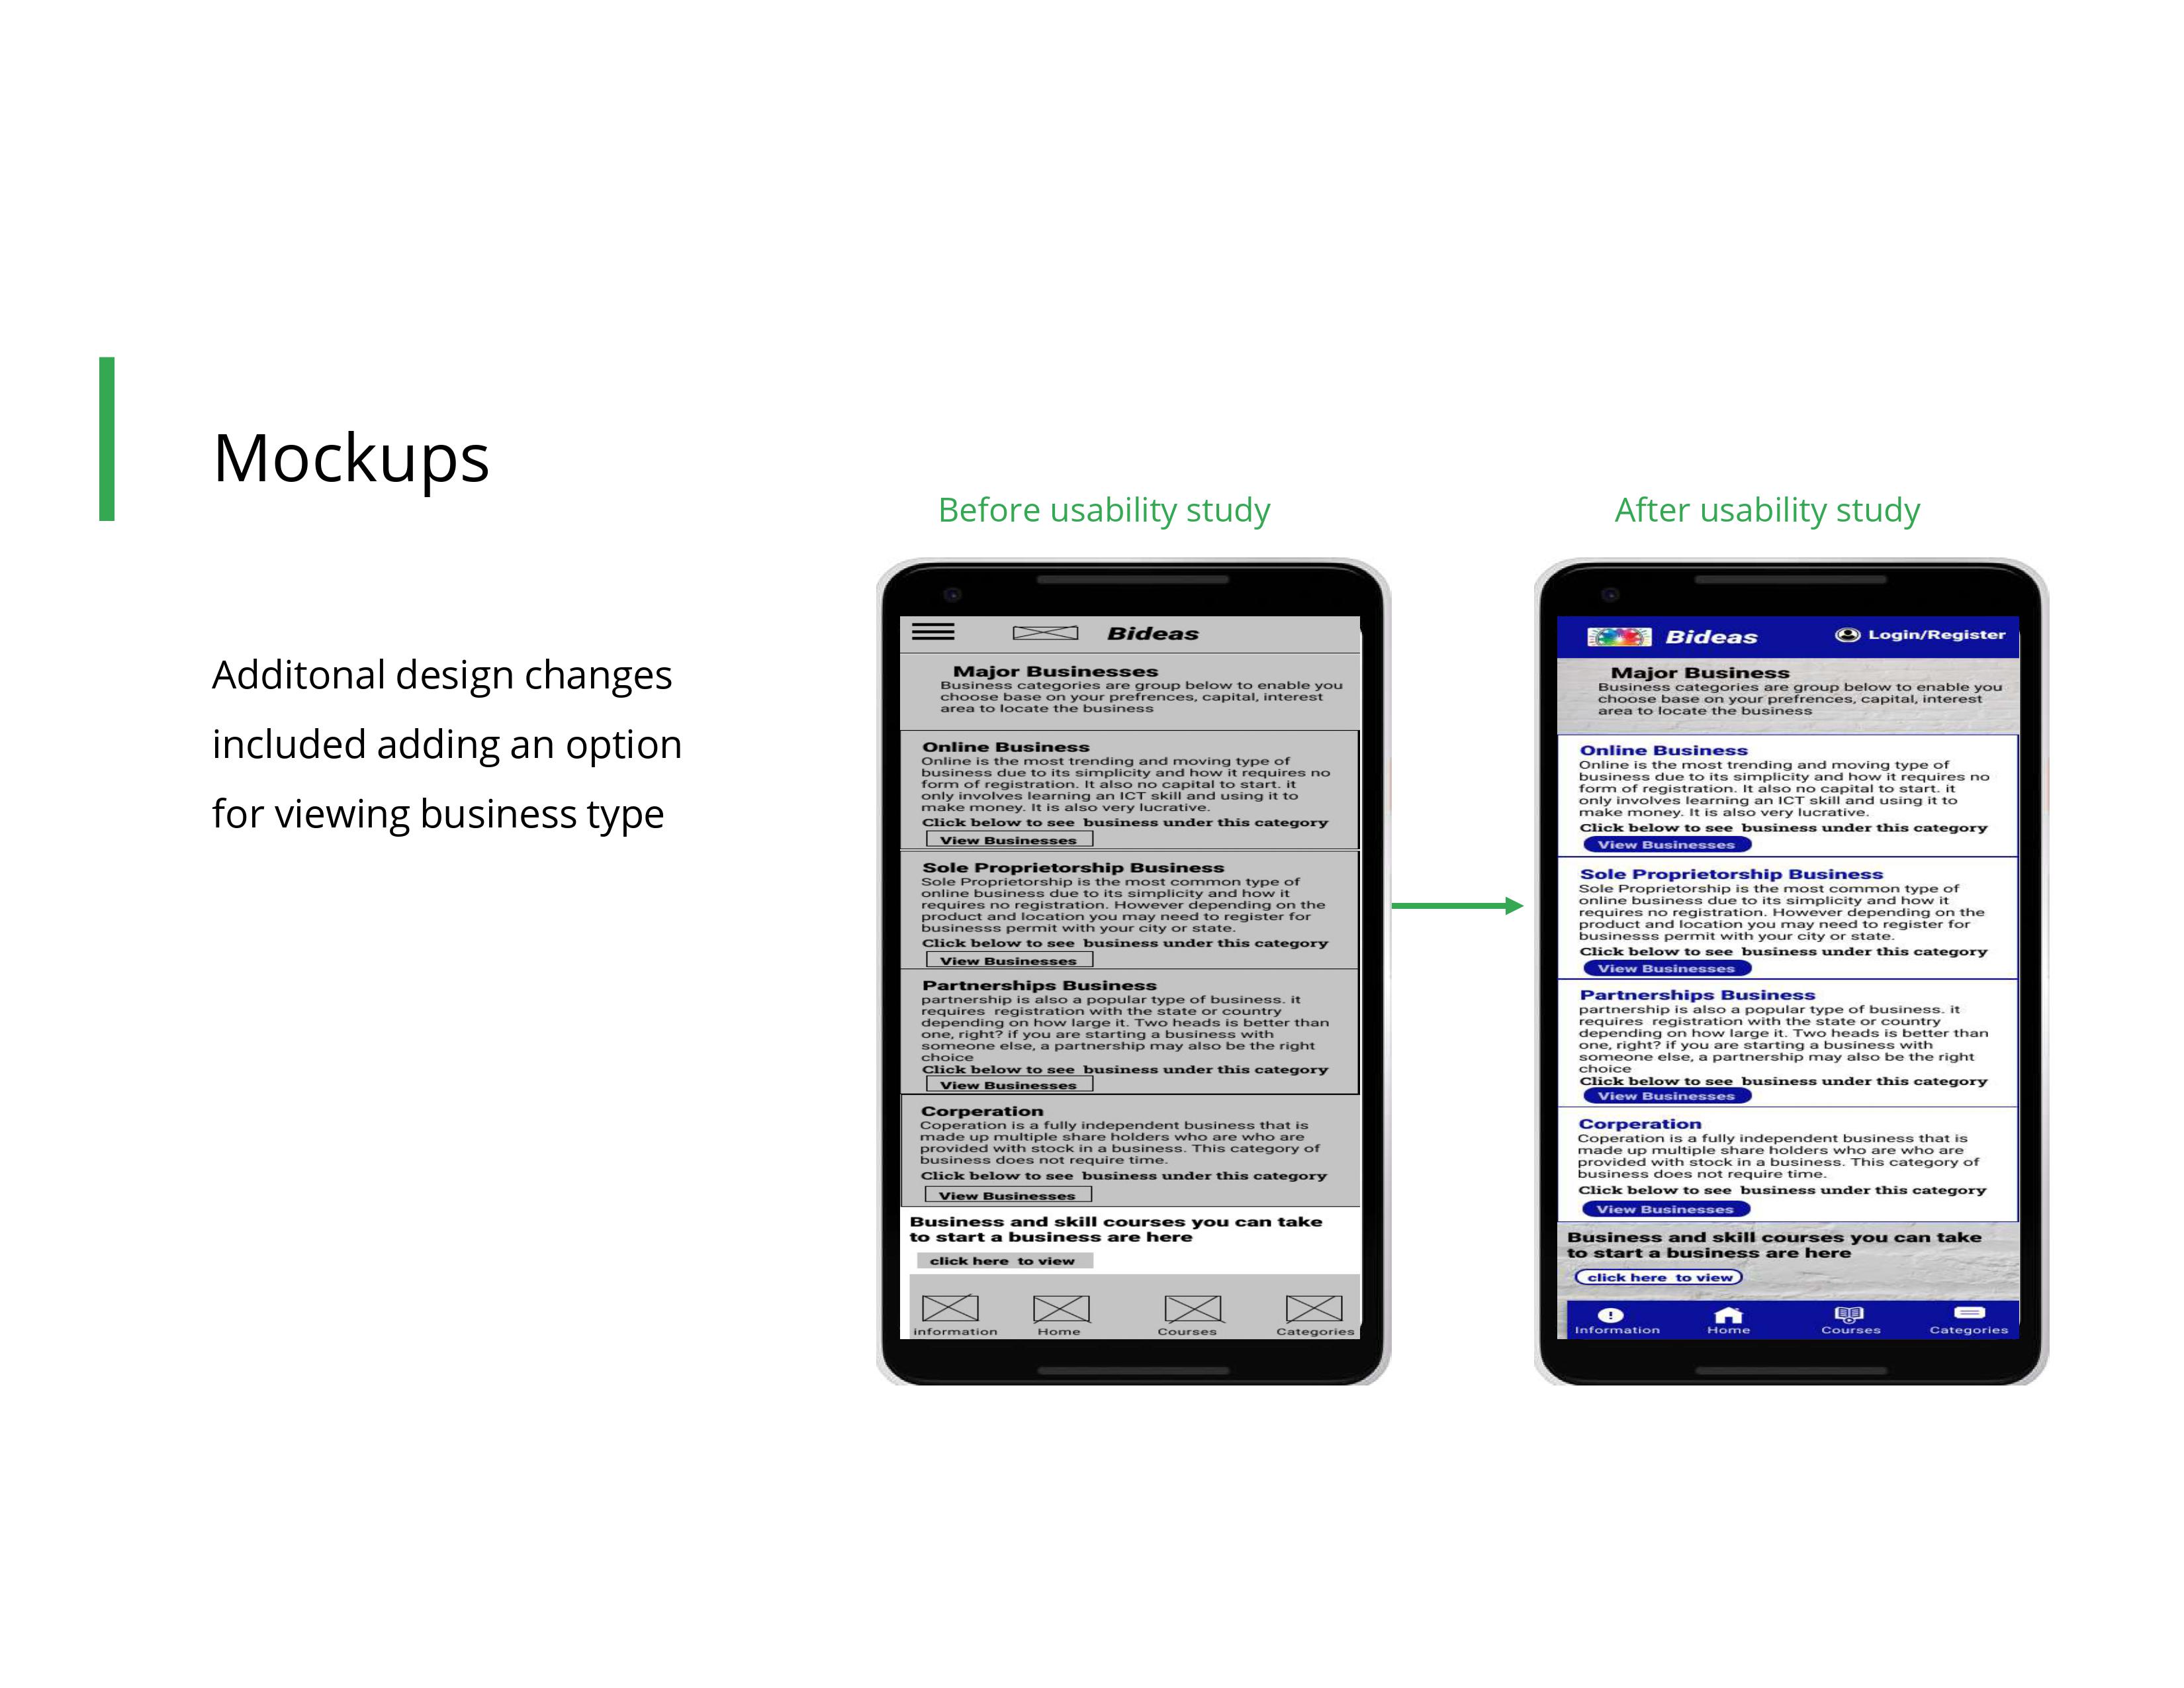 Mockups
Additonal design changes
included adding an option
for viewing business type
Before usability study
Bideas
Major Businesses
Business categories are group below to enable you
choose base on your prefrences, capital, interest
area to locate the business
Online Business
Online is the most trending and moving type of
business due to its simplicity and how it requires no
form of registration. It also no capital to start. it
only involves learning an ICT skill and using it to
make money. It is also very lucrative.
Click below to see business under this category
View Businesses
Sole Proprietorship Business
Sole Proprietorship is the most common type of
online business due to its simplicity and how it
requires no registration. However depending on the
product and location you may need to register for
businesss permit with your city or state.
Click below to see business under this category
View Businesses
Partnerships Business
partnership is also a popular type of business. it
requires registration with the state or country
depending on how large it. Two heads is better than
one, right? if you are starting a business with
someone else, a partnership may also be the right
choice
Click below to see business under this category
View Businesses
Corperation
Coperation is a fully independent business that is
made up multiple share holders who are who are
provided with stock in a business. This category of
business does not require time.
Click below to see business under this category
View Businesses
Business and skill courses you can take
to start a business are here
click here to view
information Home Courses Categories
After usability study
Bideas Login/Register
Major Business
Business categories are group below to enable you
choose base on your prefrences, capital, interest
area to locate the business
Online Business
Online is the most trending and moving type of
business due to its simplicity and how it requires no
form of registration. It also no capital to start. it
only involves learning an ICT skill and using it to
make money. It is also very lucrative.
Click below to see business under this category
View Businesses
Sole Proprietorship Business
Sole Proprietorship is the most common type of
online business due to its simplicity and how it
requires no registration. However depending on the
product and location you may need to register for
businesss permit with your city or state.
Click below to see business under this category
View Businesses
Partnerships Business
partnership is also a popular type of business. it
requires registration with the state or country
depending on how large it. Two heads is better than
one, right? if you are starting a business with
someone else, a partnership may also be the right
choice
Click below to see business under this category
View Businesses
Corperation
Coperation is a fully independent business that is
made up multiple share holders who are who are
provided with stock in a business. This category of
business does not require time.
Click below to see business under this category
View Businesses
Business and skill courses you can take
to start a business are here
click here to view
Information Home Courses Categories